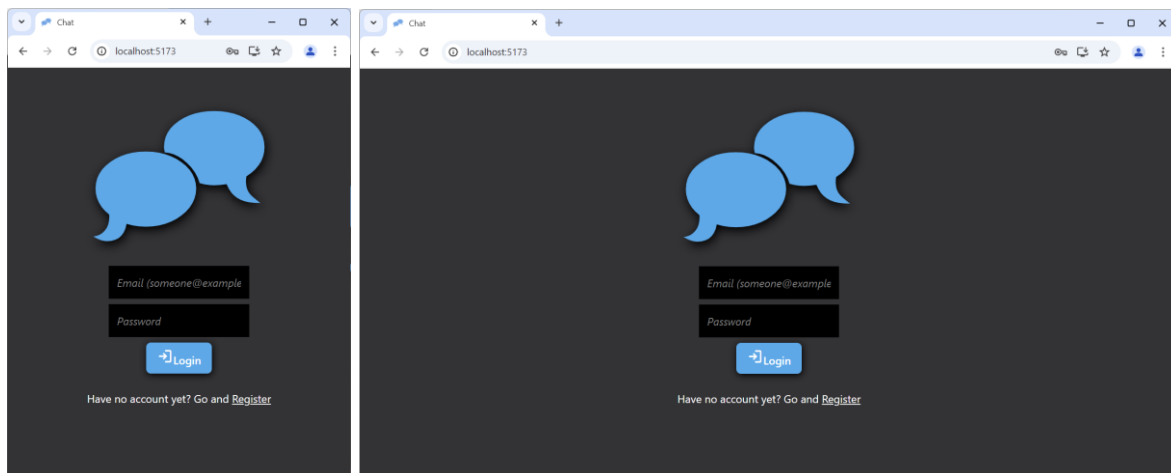 Chat
localhost:5173
Email (someone@example
Password
Login
Have no account yet? Go and Register
Chat
localhost:5173
Email (someone@example
Password
Login
Have no account yet? Go and Register